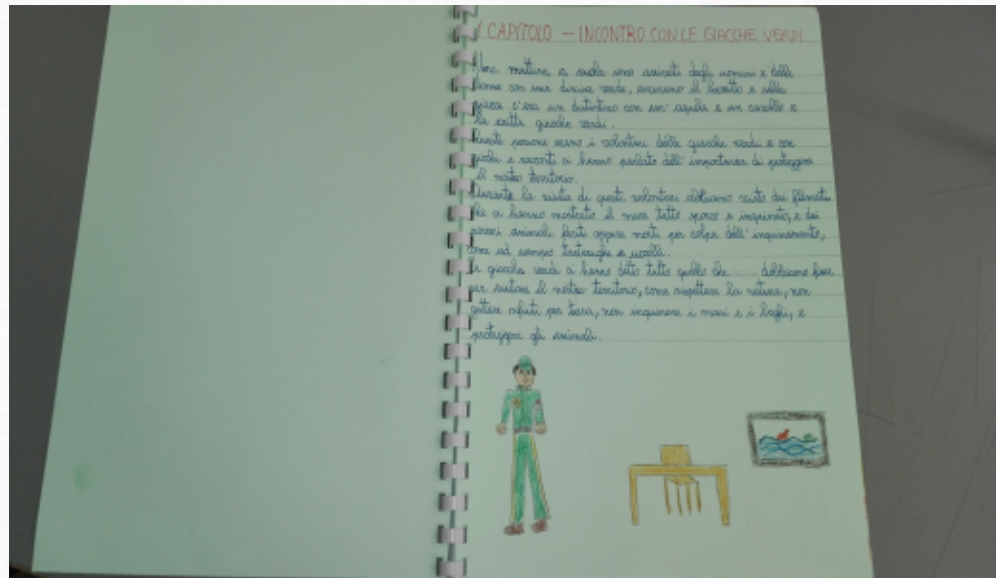 I CAPITOLO – INCONTRO CON LE GIACCHE VERDI
Una mattina a scuola sono arrivati degli uomini e delle
donne con una divisa verde, avevano il berretto e sulla
giacca c'era un distintivo con un'aquila e un cavallo e
la scritta giacche verdi.
Queste persone erano i volontari delle giacche verdi e con
giochi e racconti ci hanno parlato dell'importanza di proteggere
il nostro territorio.
Durante la visita di questi volontari abbiamo visto dei filmati
che ci hanno mostrato il mare tutto sporco e inquinato, e dei
poveri animali feriti oppure morti per colpa dell'inquinamento,
come ad esempio tartarughe e uccelli.
Le giacche verdi ci hanno detto tutto quello che dobbiamo fare
per aiutare il nostro territorio, come rispettare la natura, non
gettare rifiuti per terra, non inquinare i mari e i laghi, e
proteggere gli animali.